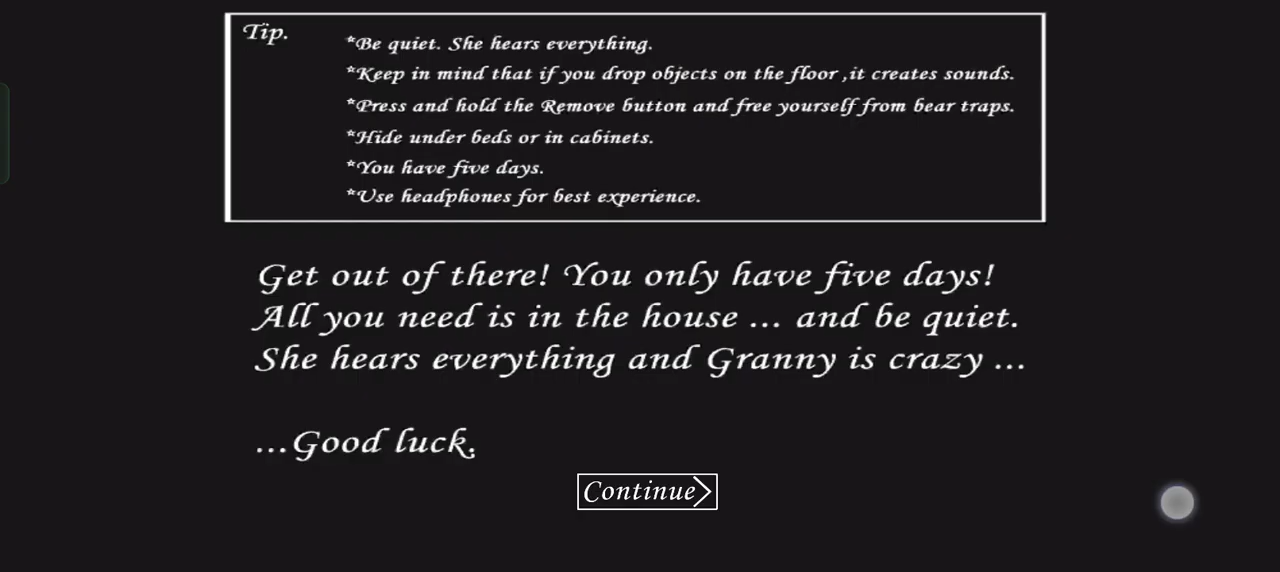 Tip.
*Be quiet. She hears everything.
*Keep in mind that if you drop objects on the floor ,it creates sounds.
*Press and hold the Remove button and free yourself from bear traps.
*Hide under beds or in cabinets.
*You have five days.
*Use headphones for best experience.
Get out of there! You only have five days!
All you need is in the house ... and be quiet.
She hears everything and Granny is crazy ...
...Good luck.
Continue